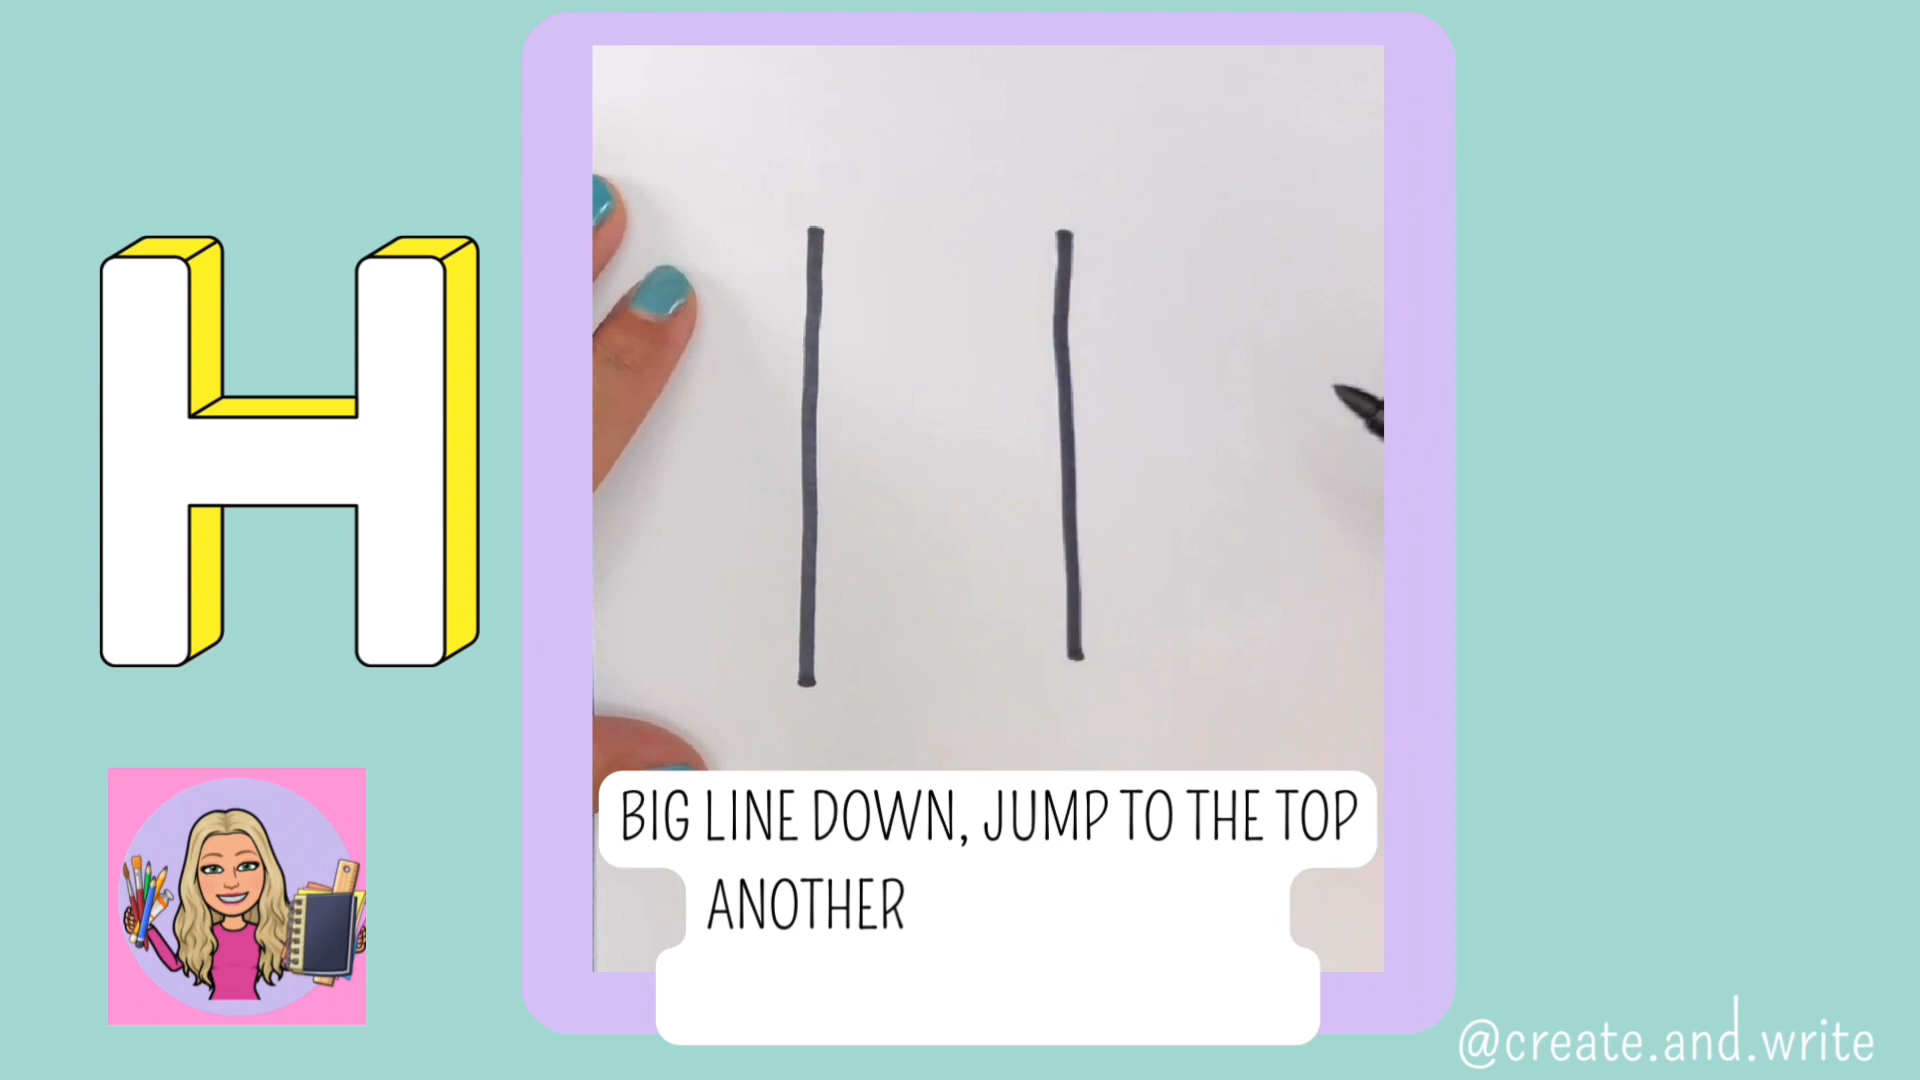 H
BIG LINE DOWN, JUMP TO THE TOP
ANOTHER
@create.and.write